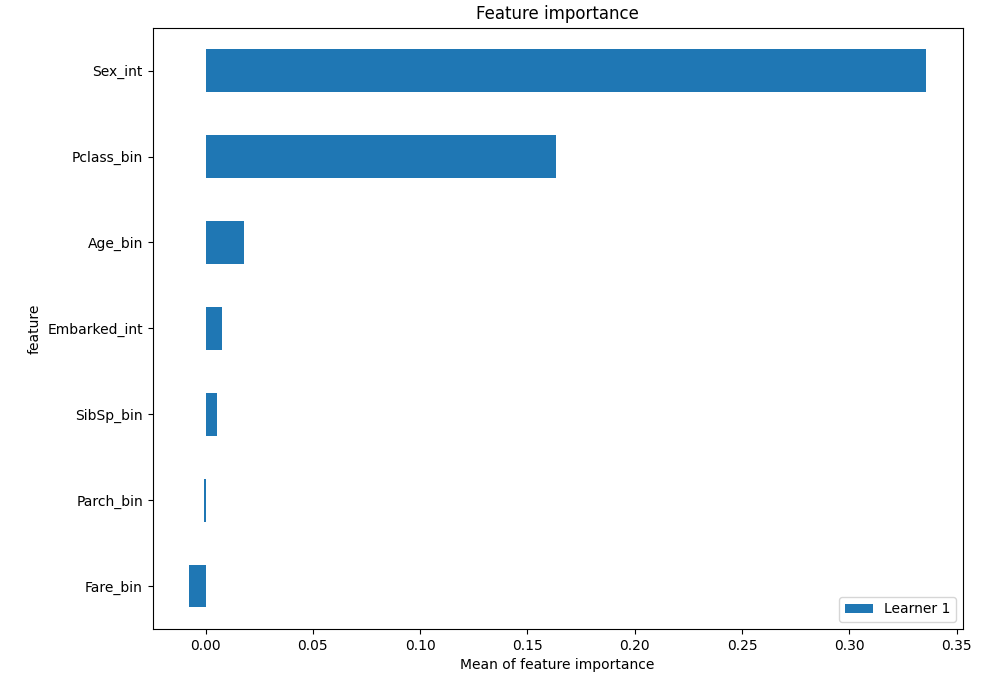 Feature importance
Sex_int
Pclass_bin
Age_bin
Embarked_int
SibSp_bin
Parch_bin
Fare_bin
feature
Learner 1
0.00 0.05 0.10 0.15 0.20 0.25 0.30 0.35
Mean of feature importance